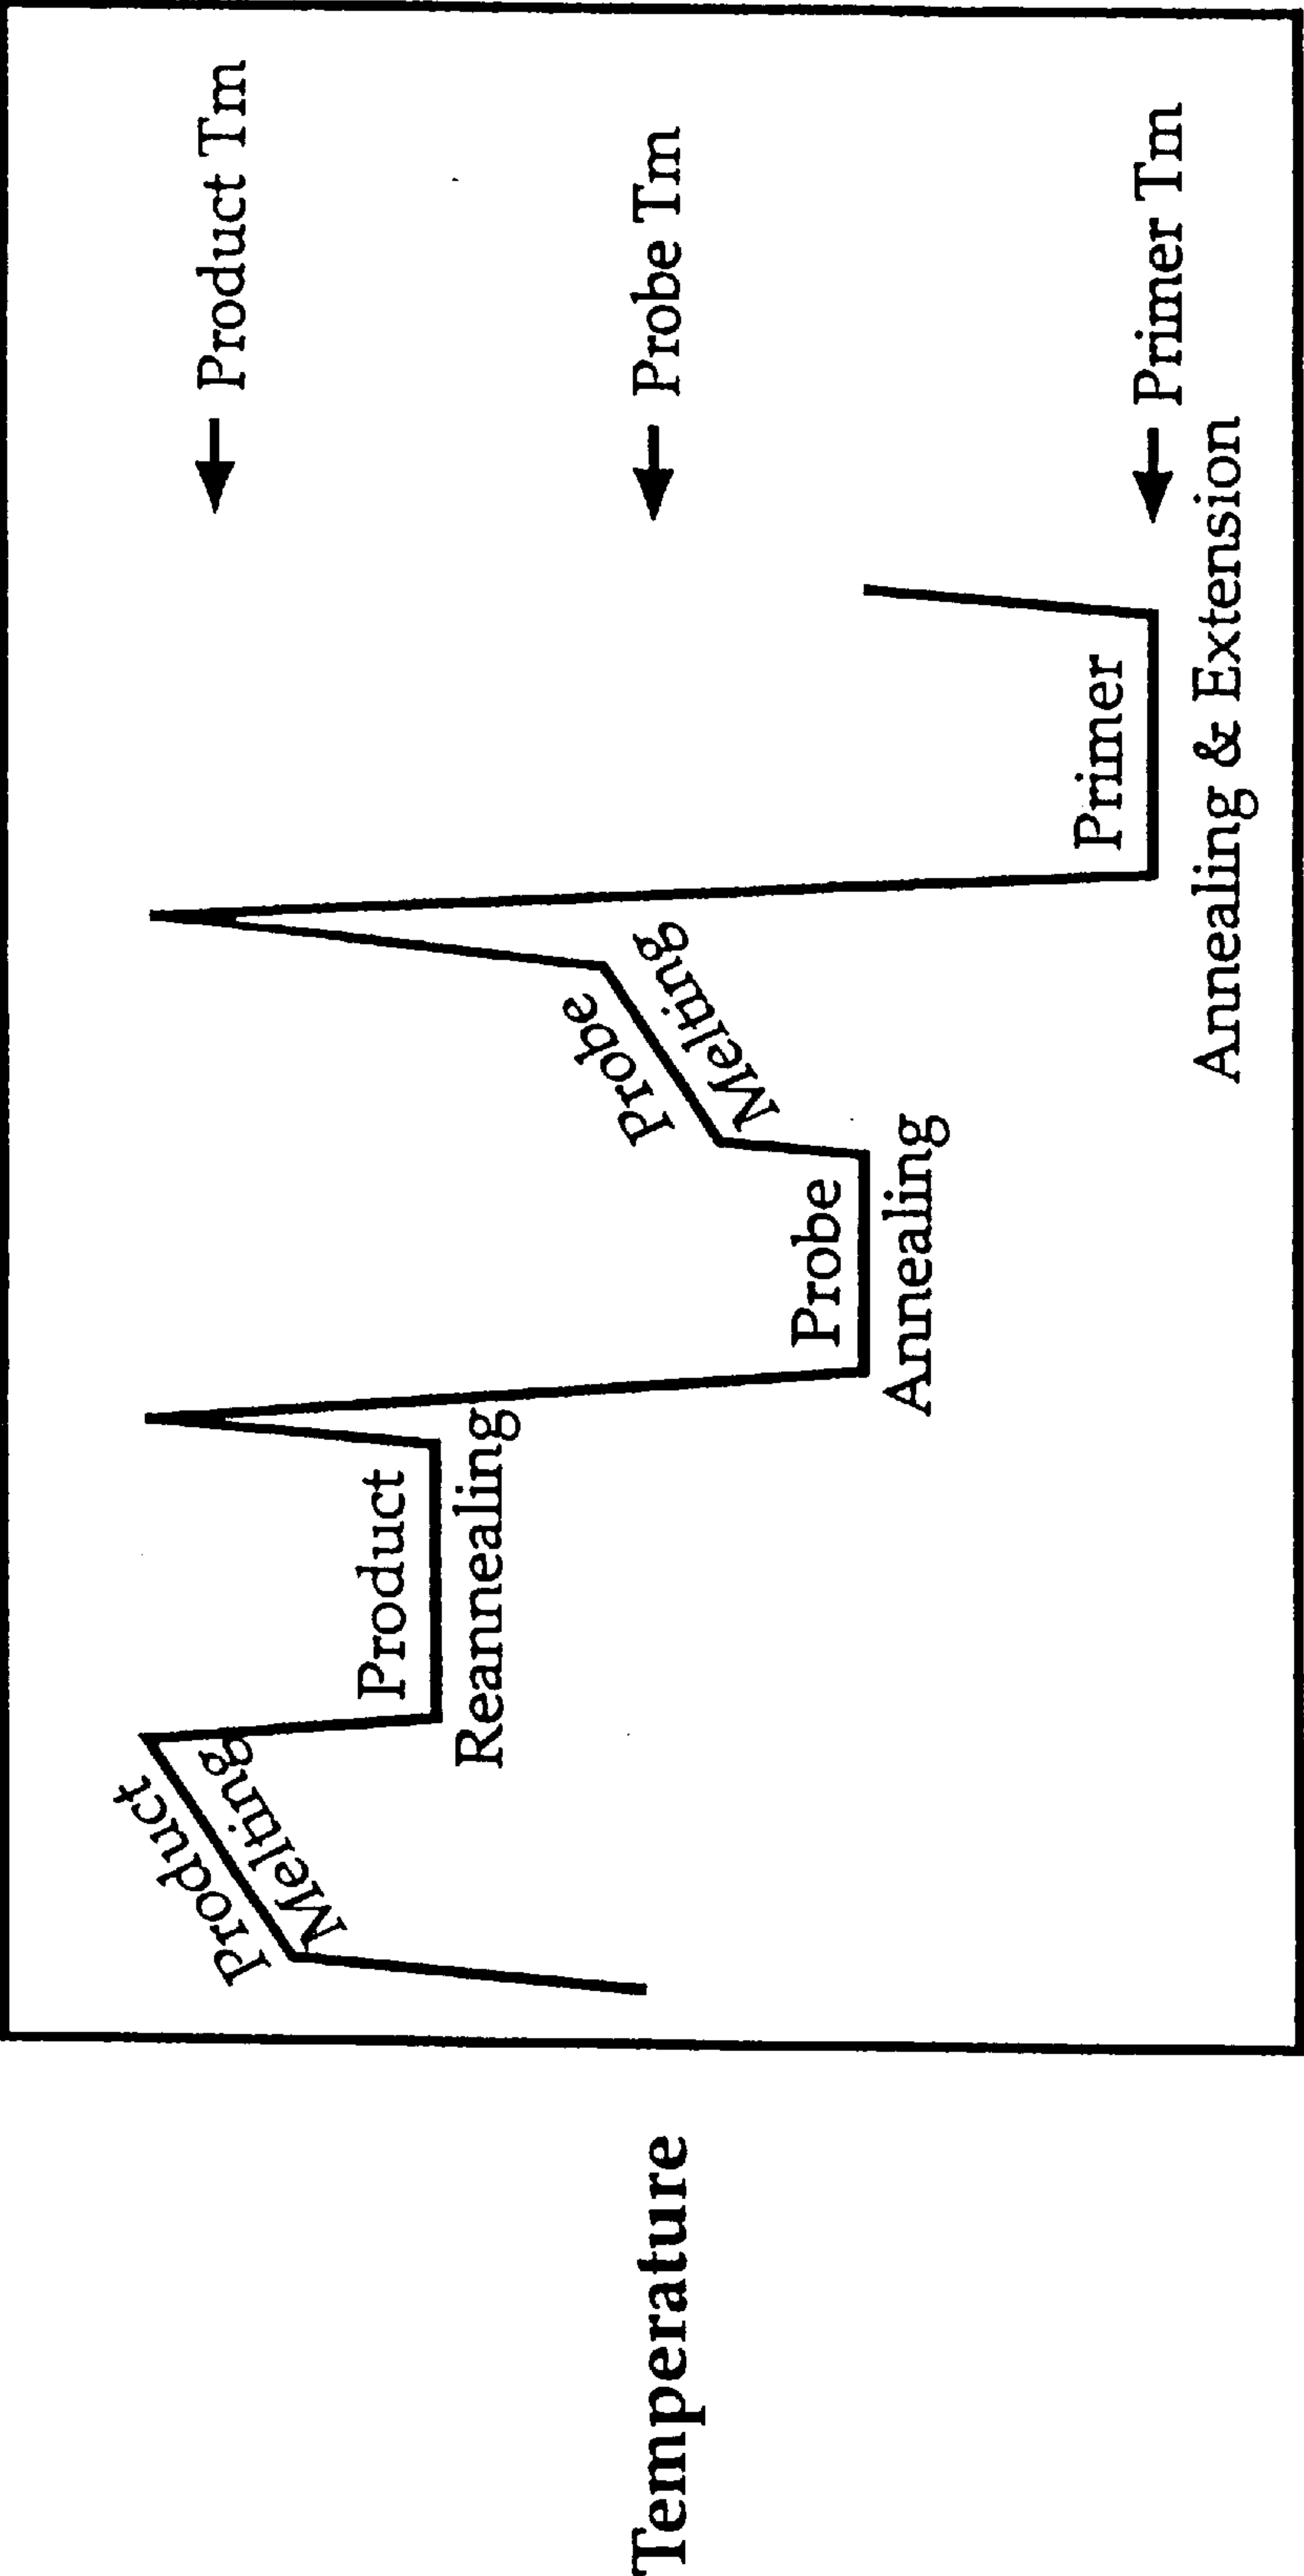 Temperature
Product
Melting
Product
Reannealing
Probe
Annealing
Probe
Melting
Primer
Annealing & Extension
Product Tm
Probe Tm
Primer Tm